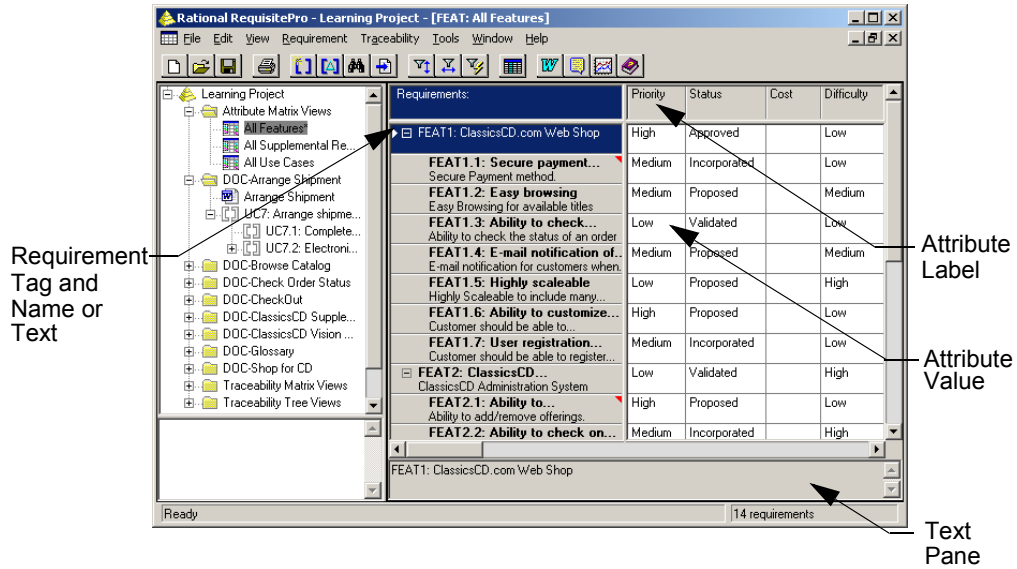 Rational RequisitePro - Learning Project - [FEAT: All Features]
File Edit View Requirement Traceability Tools Window Help
Learning Project
Attribute Matrix Views
All Features*
All Supplemental Re...
All Use Cases
DOC-Arrange Shipment
Arrange Shipment
UC7: Arrange shipme...
UC7.1: Complete...
UC7.2: Electroni...
DOC-Browse Catalog
DOC-Check Order Status
DOC-CheckOut
DOC-ClassicsCD Supple...
DOC-ClassicsCD Vision ...
DOC-Glossary
DOC-Shop for CD
Traceability Matrix Views
Traceability Tree Views
Requirements: Priority Status Cost Difficulty
FEAT1: ClassicsCD.com Web Shop High Approved Low
FEAT1.1: Secure payment... Medium Incorporated Low
Secure Payment method.
FEAT1.2: Easy browsing Medium Proposed Medium
Easy Browsing for available titles
FEAT1.3: Ability to check... Low Validated
Ability to check the status of an order
FEAT1.4: E-mail notification of.. Medium Proposed Medium
E-mail notification for customers when.
FEAT1.5: Highly scaleable Low Proposed High
Highly Scaleable to include many...
FEAT1.6: Ability to customize... High Proposed Low
Customer should be able to...
FEAT1.7: User registration... Medium Incorporated Low
Customer should be able to register...
FEAT2: ClassicsCD... Low Validated High
ClassicsCD Administration System
FEAT2.1: Ability to... High Proposed Low
Ability to add/remove offerings.
FEAT2.2: Ability to check on... Medium Incorporated High
FEAT1: ClassicsCD.com Web Shop
Ready 14 requirements
Requirement
Tag and
Name or
Text
Attribute
Label
Attribute
Value
Text
Pane